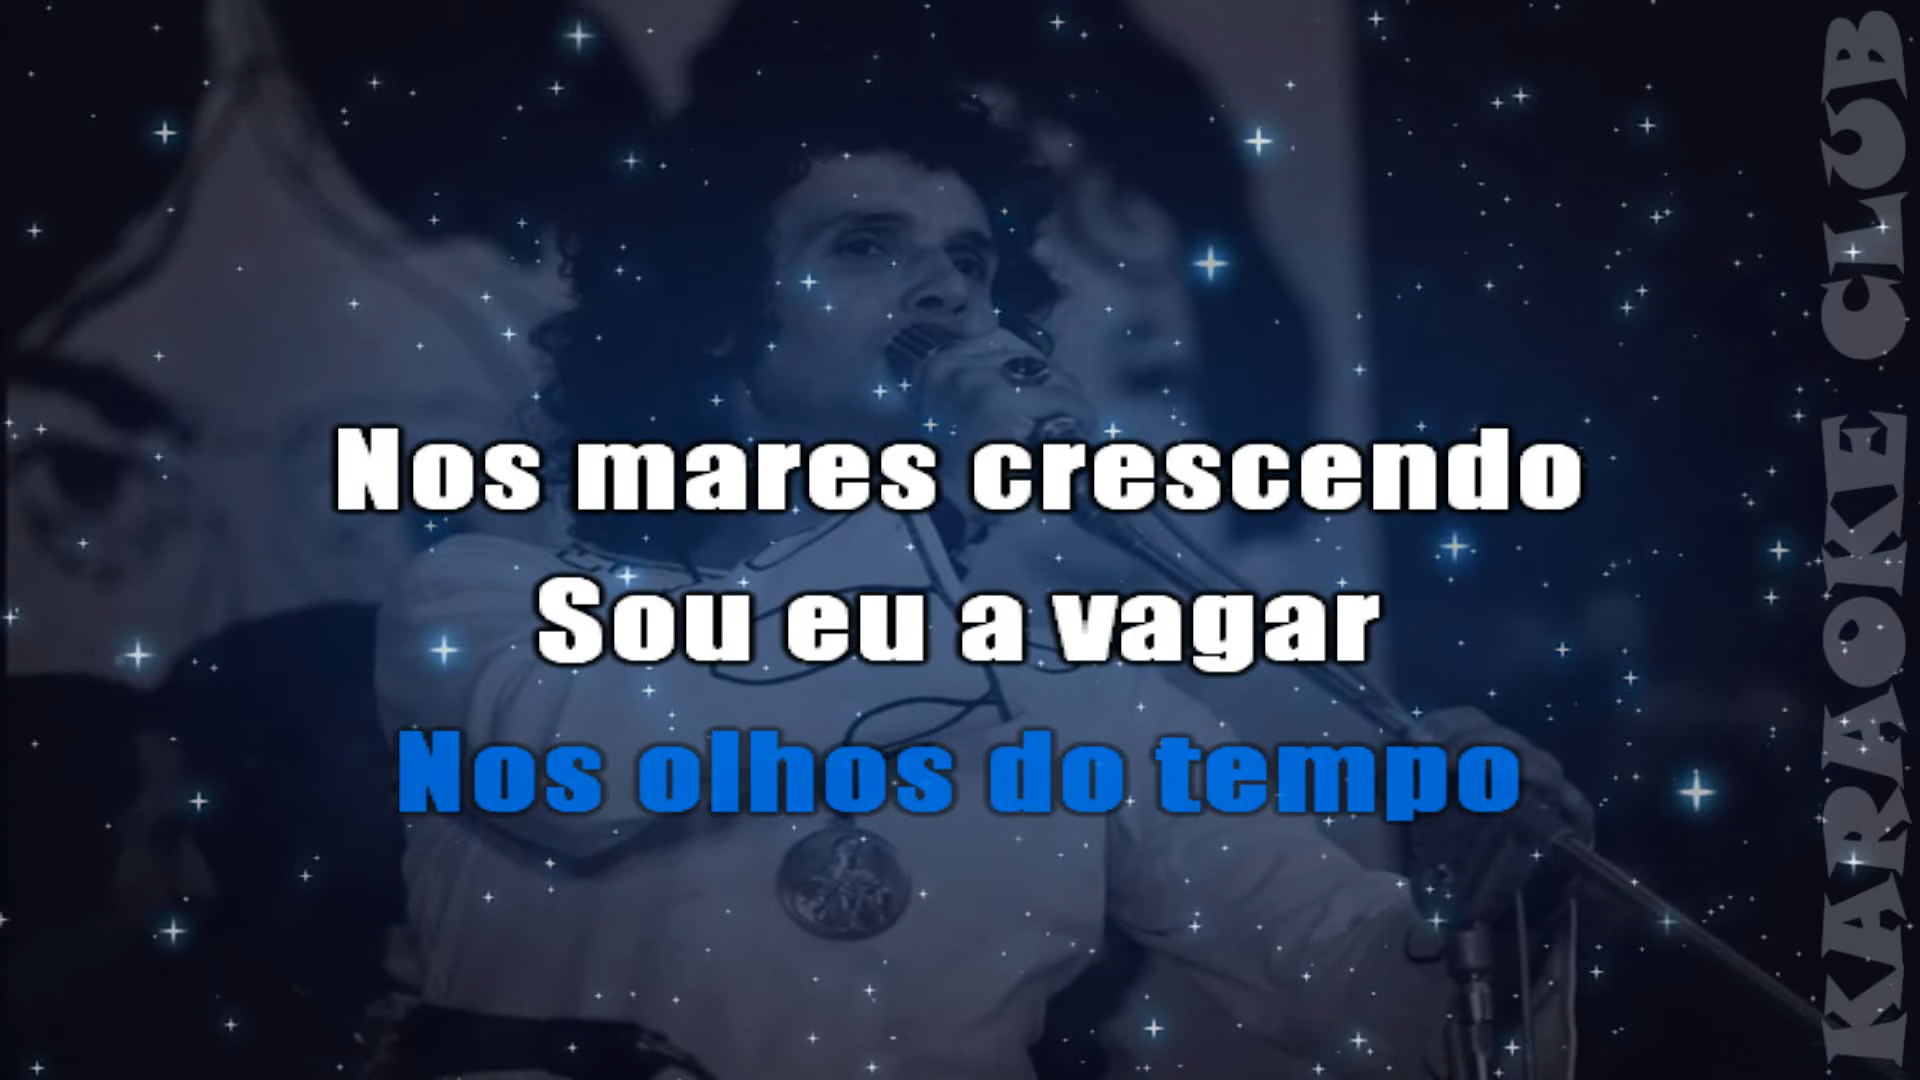 Nos mares crescendo
Sou eu a vagar
Nos olhos do tempo
KARAOKE CLUB